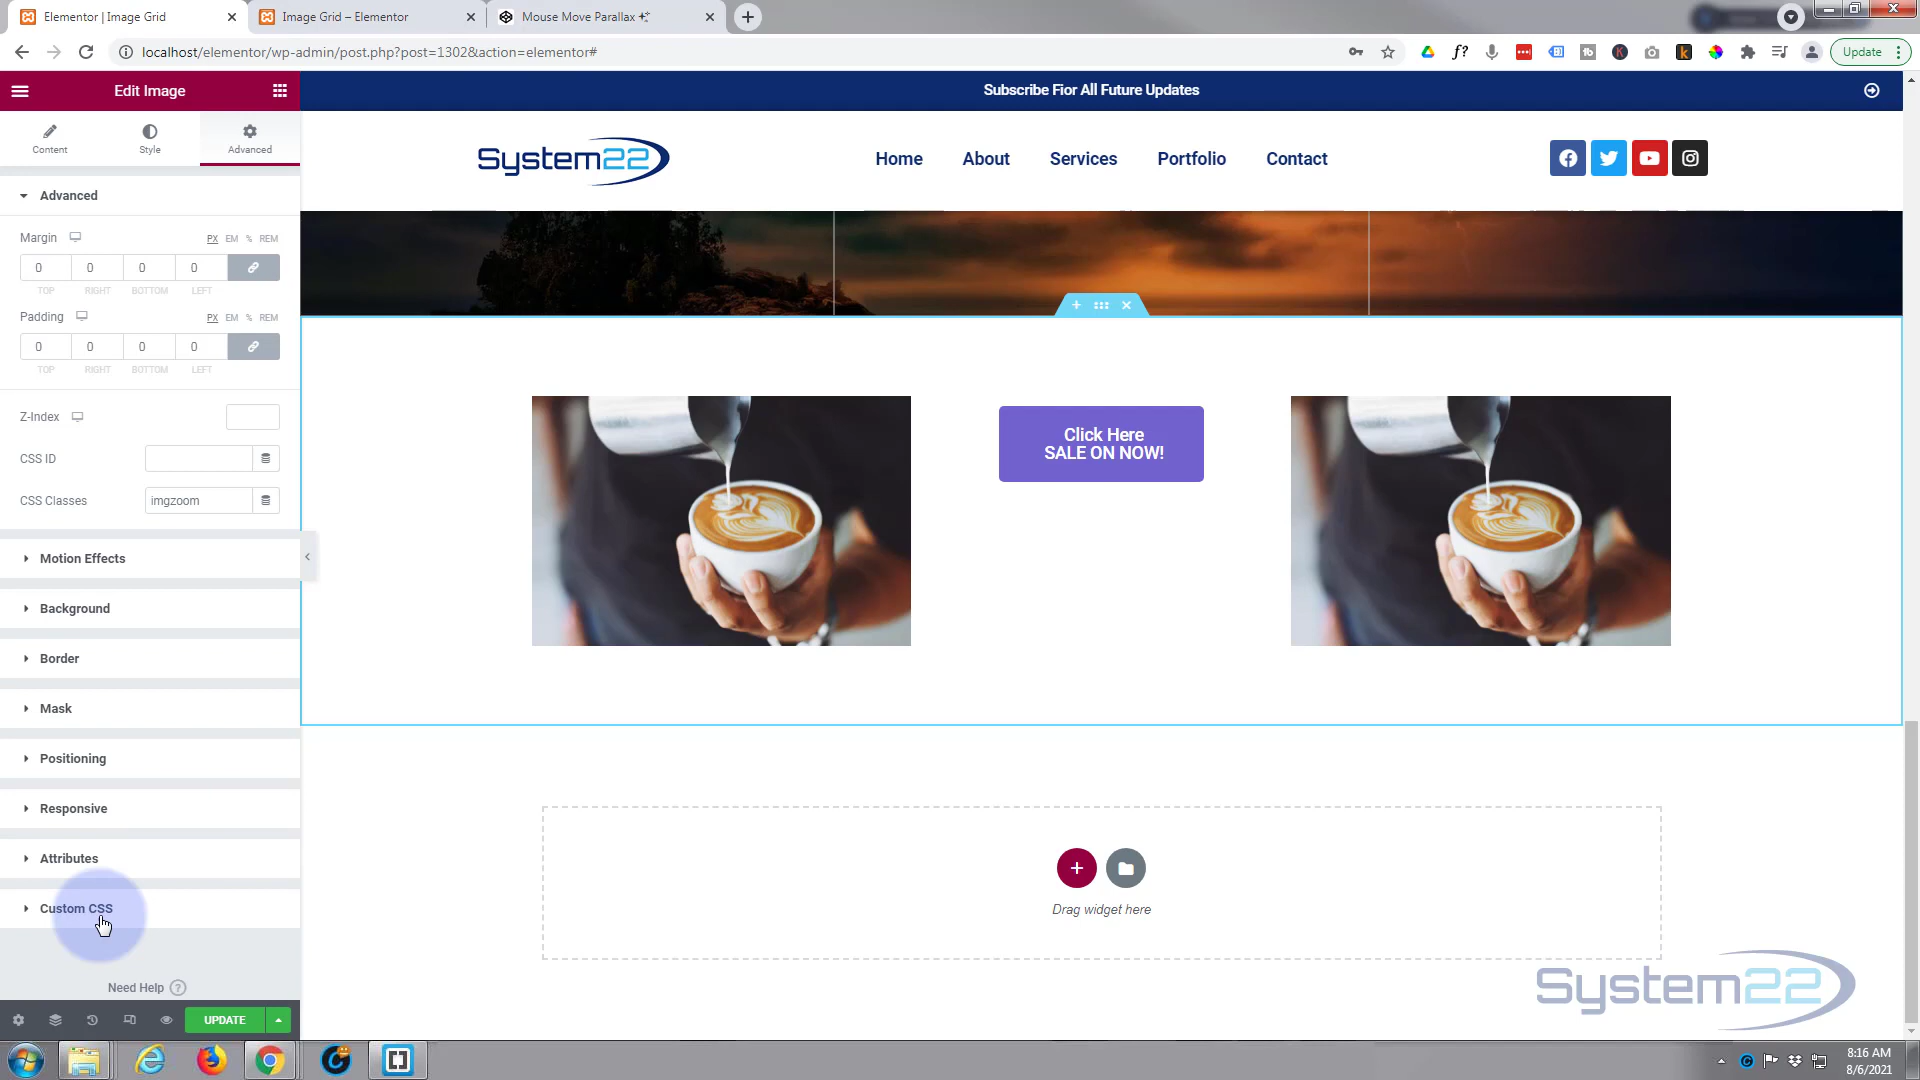 Elementor | Image Grid
Image Grid – Elementor
Mouse Move Parallax
localhost/elementor/wp-admin/post.php?post=1302&action=elementor#
Update
Edit Image
Content
Style
Advanced
Advanced
Margin
PX EM % REM
0 0 0 0
TOP RIGHT BOTTOM LEFT
Padding
PX EM % REM
0 0 0 0
TOP RIGHT BOTTOM LEFT
Z-Index
CSS ID
CSS Classes
imgzoom
Motion Effects
Background
Border
Mask
Positioning
Responsive
Attributes
Custom CSS
Need Help ?
UPDATE
Subscribe Fior All Future Updates
System22
Home
About
Services
Portfolio
Contact
Click Here
SALE ON NOW!
Drag widget here
System22
8:16 AM
8/6/2021